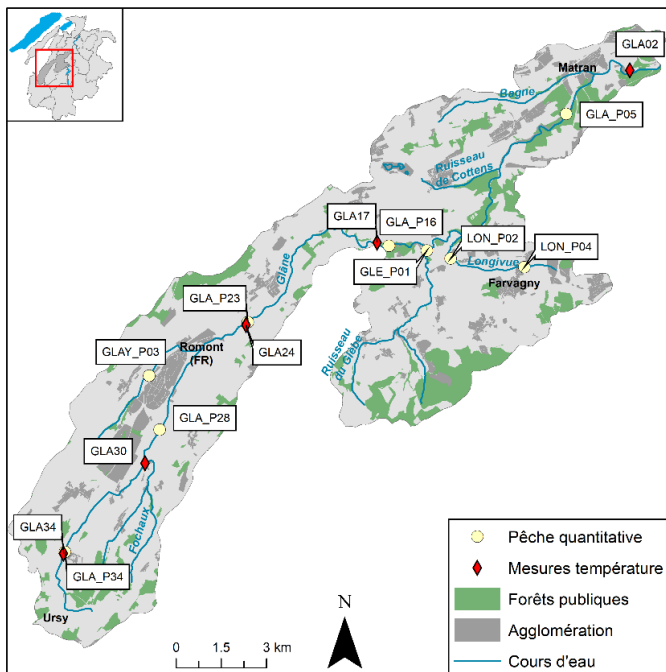 GLA02
Matran
Bagne
GLA_P05
Ruisseau
de Cottens
GLA17
GLA_P16
LON_P02
LON_P04
Glâne
Longivue
GLE_P01
Farvagny
GLA_P23
Romont
(FR)
GLA24
GLAY_P03
Ruisseau
du Glèbe
GLA_P28
GLA30
Fochaux
GLA34
GLA_P34
Ursy
N
0 1.5 3 km
Pêche quantitative
Mesures température
Forêts publiques
Agglomération
Cours d'eau